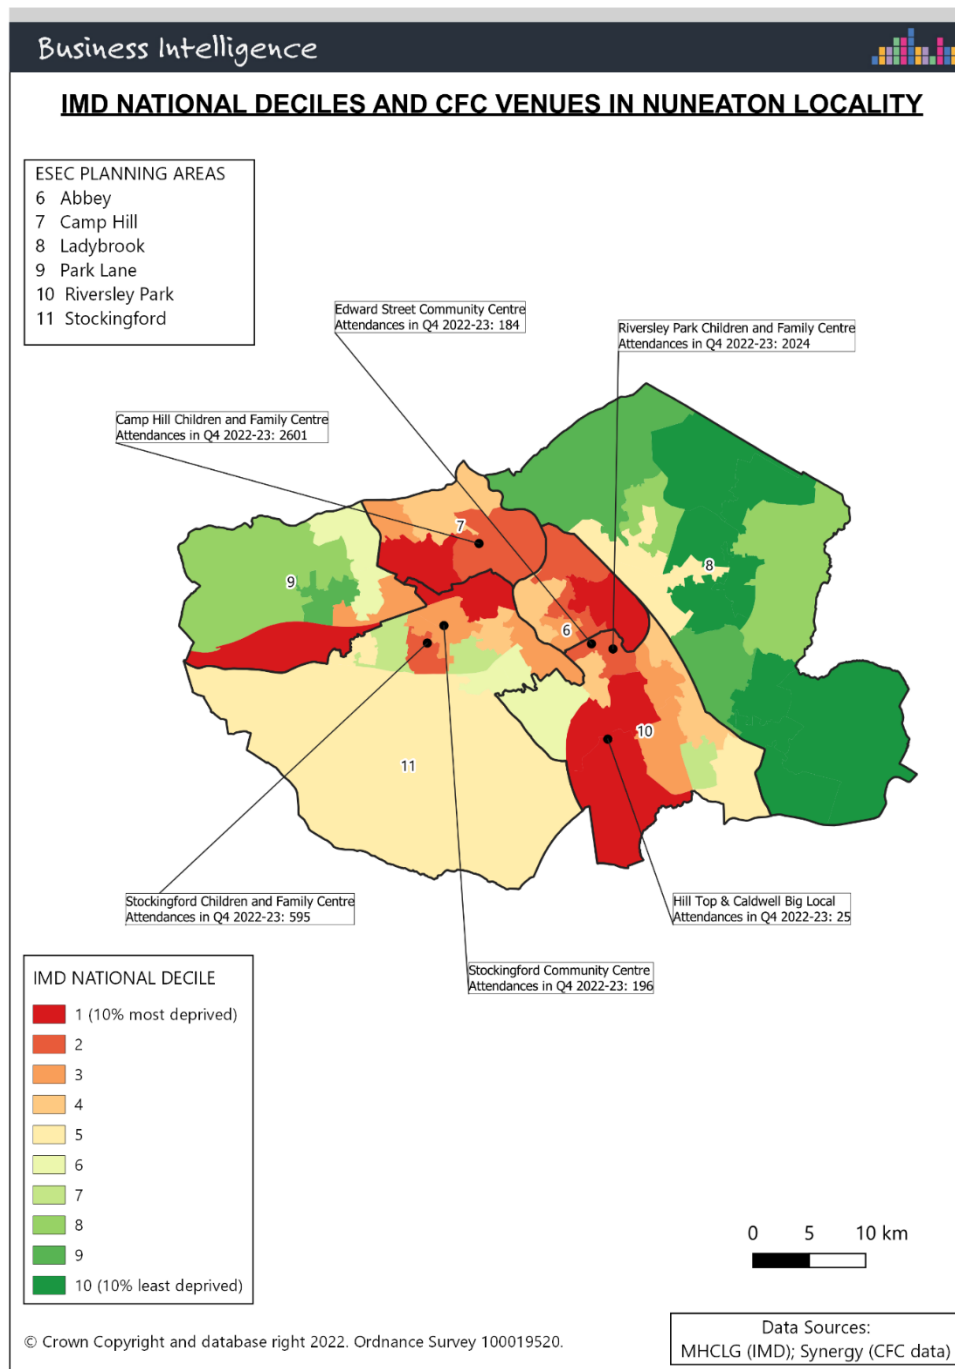 Business Intelligence
IMD NATIONAL DECILES AND CFC VENUES IN NUNEATON LOCALITY
ESEC PLANNING AREAS
6 Abbey
7 Camp Hill
8 Ladybrook
9 Park Lane
10 Riversley Park
11 Stockingford
Edward Street Community Centre
Attendances in Q4 2022-23: 184
Riversley Park Children and Family Centre
Attendances in Q4 2022-23: 2024
Camp Hill Children and Family Centre
Attendances in Q4 2022-23: 2601
7
8
9
6
10
11
Stockingford Children and Family Centre
Attendances in Q4 2022-23: 595
Hill Top & Caldwell Big Local
Attendances in Q4 2022-23: 25
Stockingford Community Centre
Attendances in Q4 2022-23: 196
IMD NATIONAL DECILE
1 (10% most deprived)
2
3
4
5
6
7
8
9
10 (10% least deprived)
0 5 10 km
© Crown Copyright and database right 2022. Ordnance Survey 100019520.
Data Sources:
MHCLG (IMD); Synergy (CFC data)